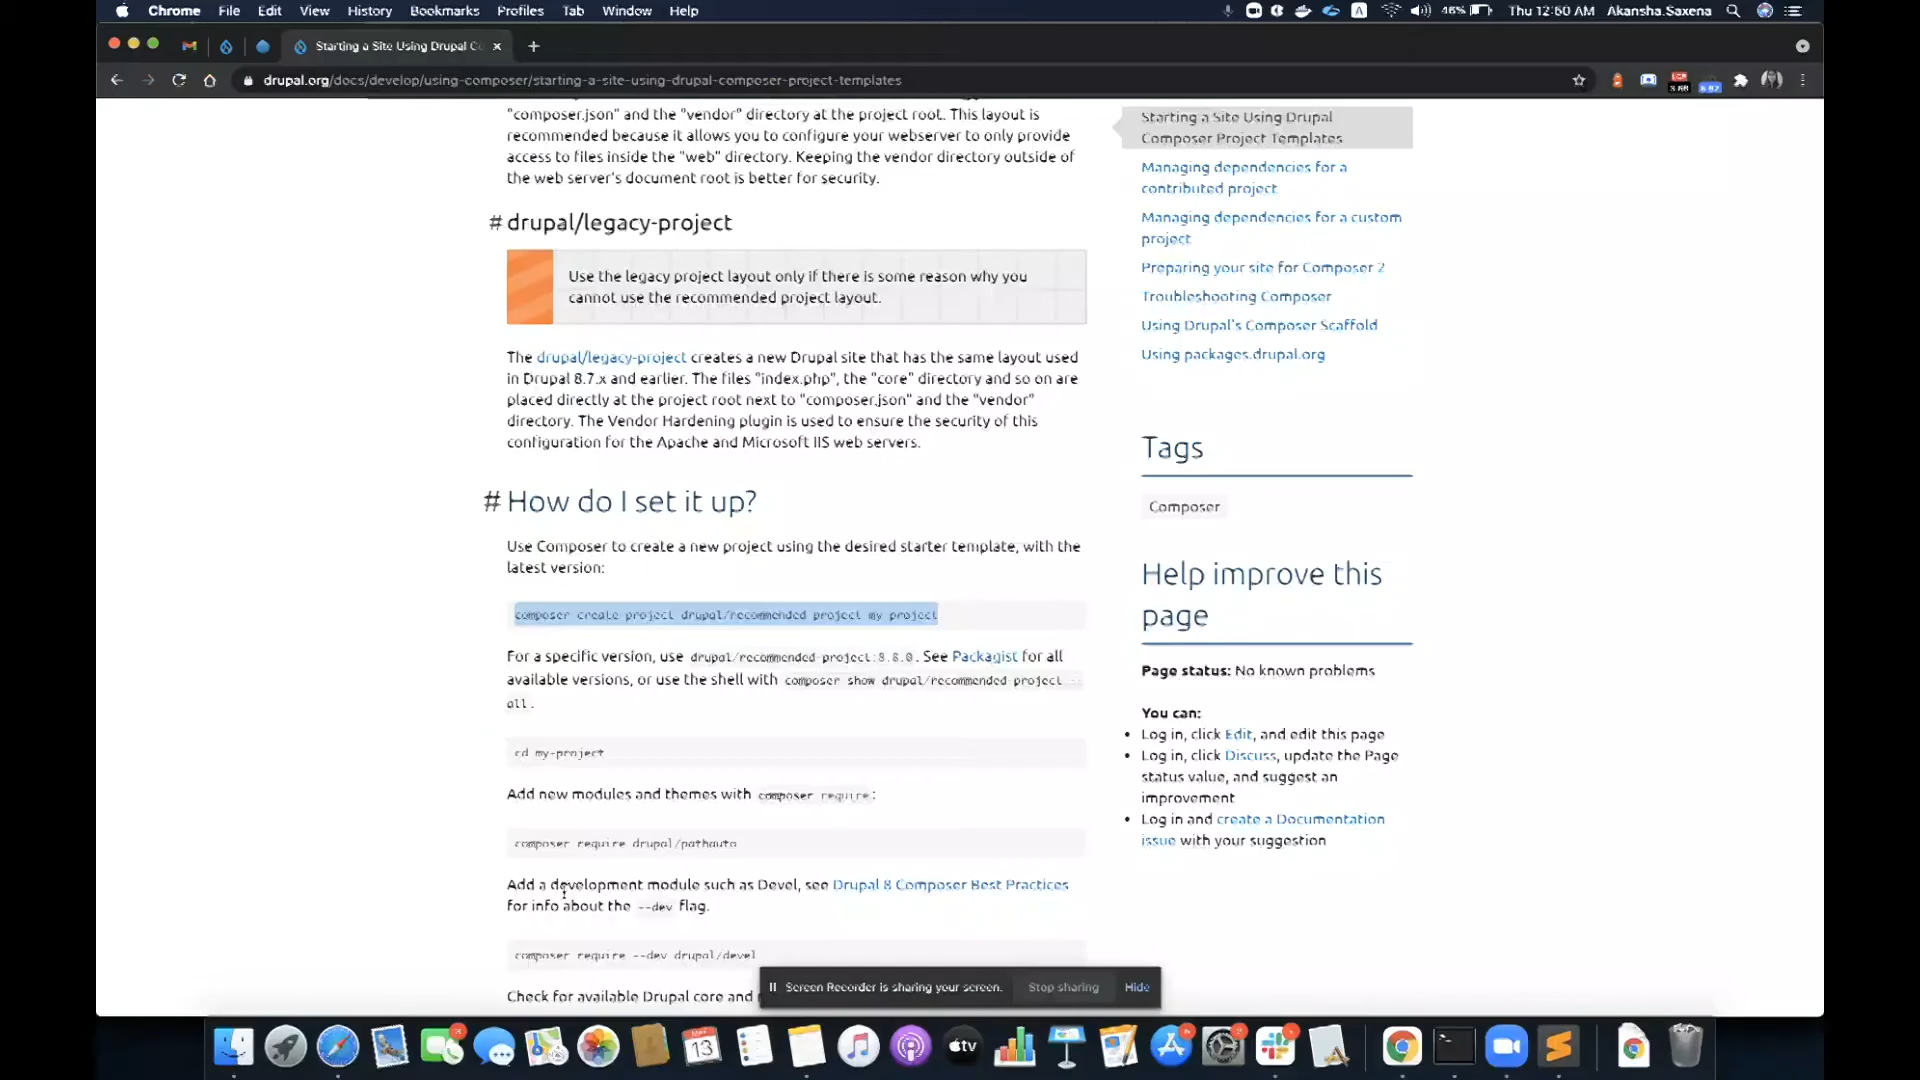 Chrome File Edit View History Bookmarks Profiles Tab Window Help
46% Thu 12:50 AM Akansha.Saxena
Starting a Site Using Drupal Co
drupal.org/docs/develop/using-composer/starting-a-site-using-drupal-composer-project-templates
"composer.json" and the "vendor" directory at the project root. This layout is
recommended because it allows you to configure your webserver to only provide
access to files inside the "web" directory. Keeping the vendor directory outside of
the web server's document root is better for security.
# drupal/legacy-project
Use the legacy project layout only if there is some reason why you
cannot use the recommended project layout.
The drupal/legacy-project creates a new Drupal site that has the same layout used
in Drupal 8.7.x and earlier. The files "index.php", the "core" directory and so on are
placed directly at the project root next to "composer.json" and the "vendor"
directory. The Vendor Hardening plugin is used to ensure the security of this
configuration for the Apache and Microsoft IIS web servers.
# How do I set it up?
Use Composer to create a new project using the desired starter template, with the
latest version:
composer create-project drupal/recommended-project my-project
For a specific version, use drupal/recommended-project:8.8.0. See Packagist for all
available versions, or use the shell with composer show drupal/recommended-project --
all.
cd my-project
Add new modules and themes with composer require:
composer require drupal/pathauto
Add a development module such as Devel, see Drupal 8 Composer Best Practices
for info about the --dev flag.
composer require --dev drupal/devel
Check for available Drupal core and
Starting a Site Using Drupal
Composer Project Templates
Managing dependencies for a
contributed project
Managing dependencies for a custom
project
Preparing your site for Composer 2
Troubleshooting Composer
Using Drupal's Composer Scaffold
Using packages.drupal.org
Tags
Composer
Help improve this
page
Page status: No known problems
You can:
• Log in, click Edit, and edit this page
• Log in, click Discuss, update the Page
status value, and suggest an
improvement
• Log in and create a Documentation
issue with your suggestion
Screen Recorder is sharing your screen. Stop sharing Hide
13
tv